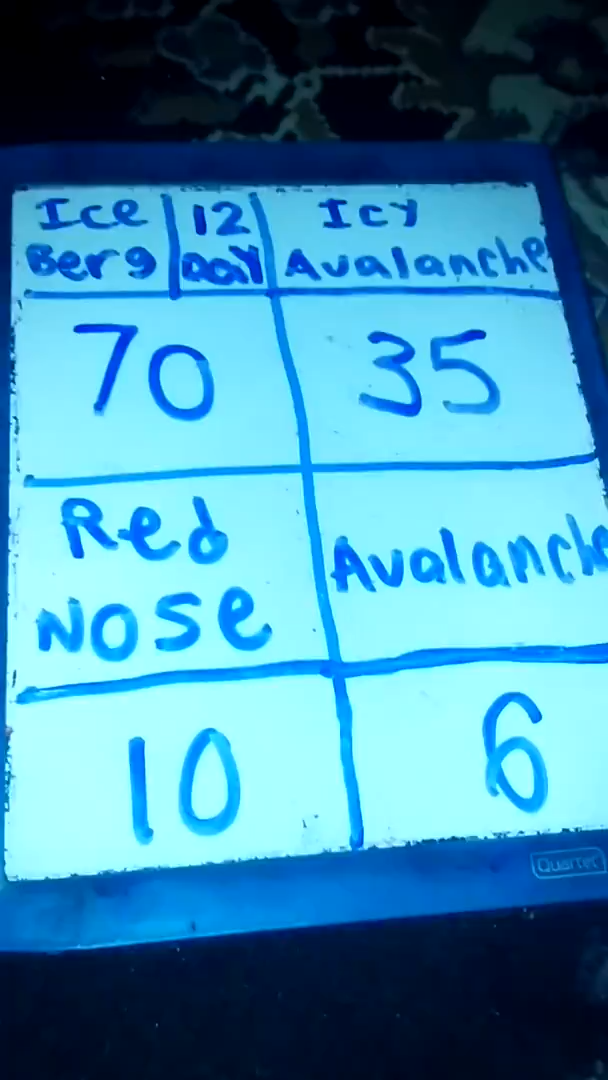 Ice Berg
12 DAY
Icy Avalanche
70
35
Red Nose
Avalanche
10
6
Quartet